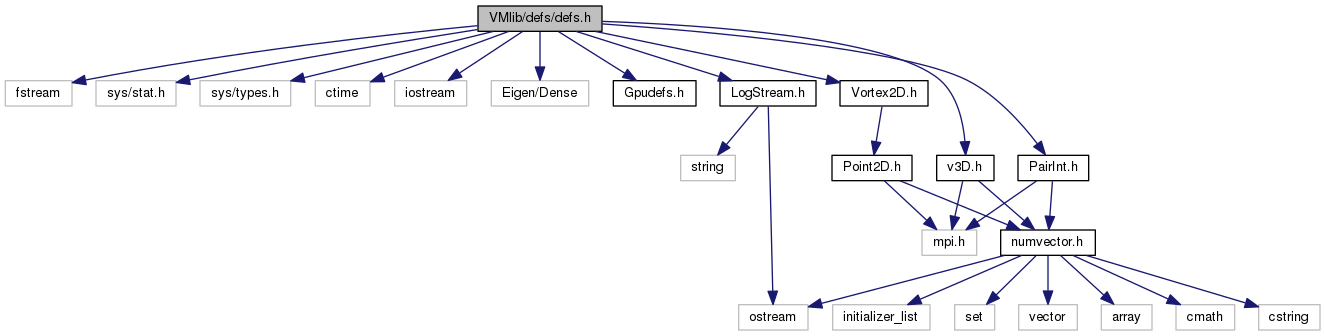 VMlib/defs/defs.h
fstream
sys/stat.h
sys/types.h
ctime
iostream
Eigen/Dense
Gpudefs.h
LogStream.h
Vortex2D.h
string
Point2D.h
v3D.h
PairInt.h
mpi.h
numvector.h
ostream
initializer_list
set
vector
array
cmath
cstring